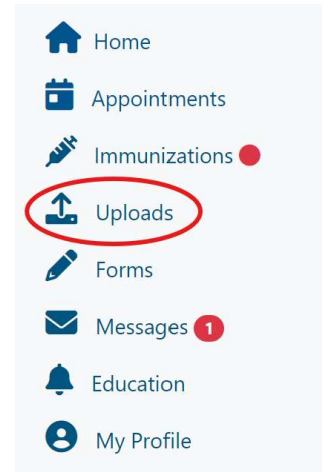 Home
Appointments
Immunizations
Uploads
Forms
Messages 1
Education
My Profile